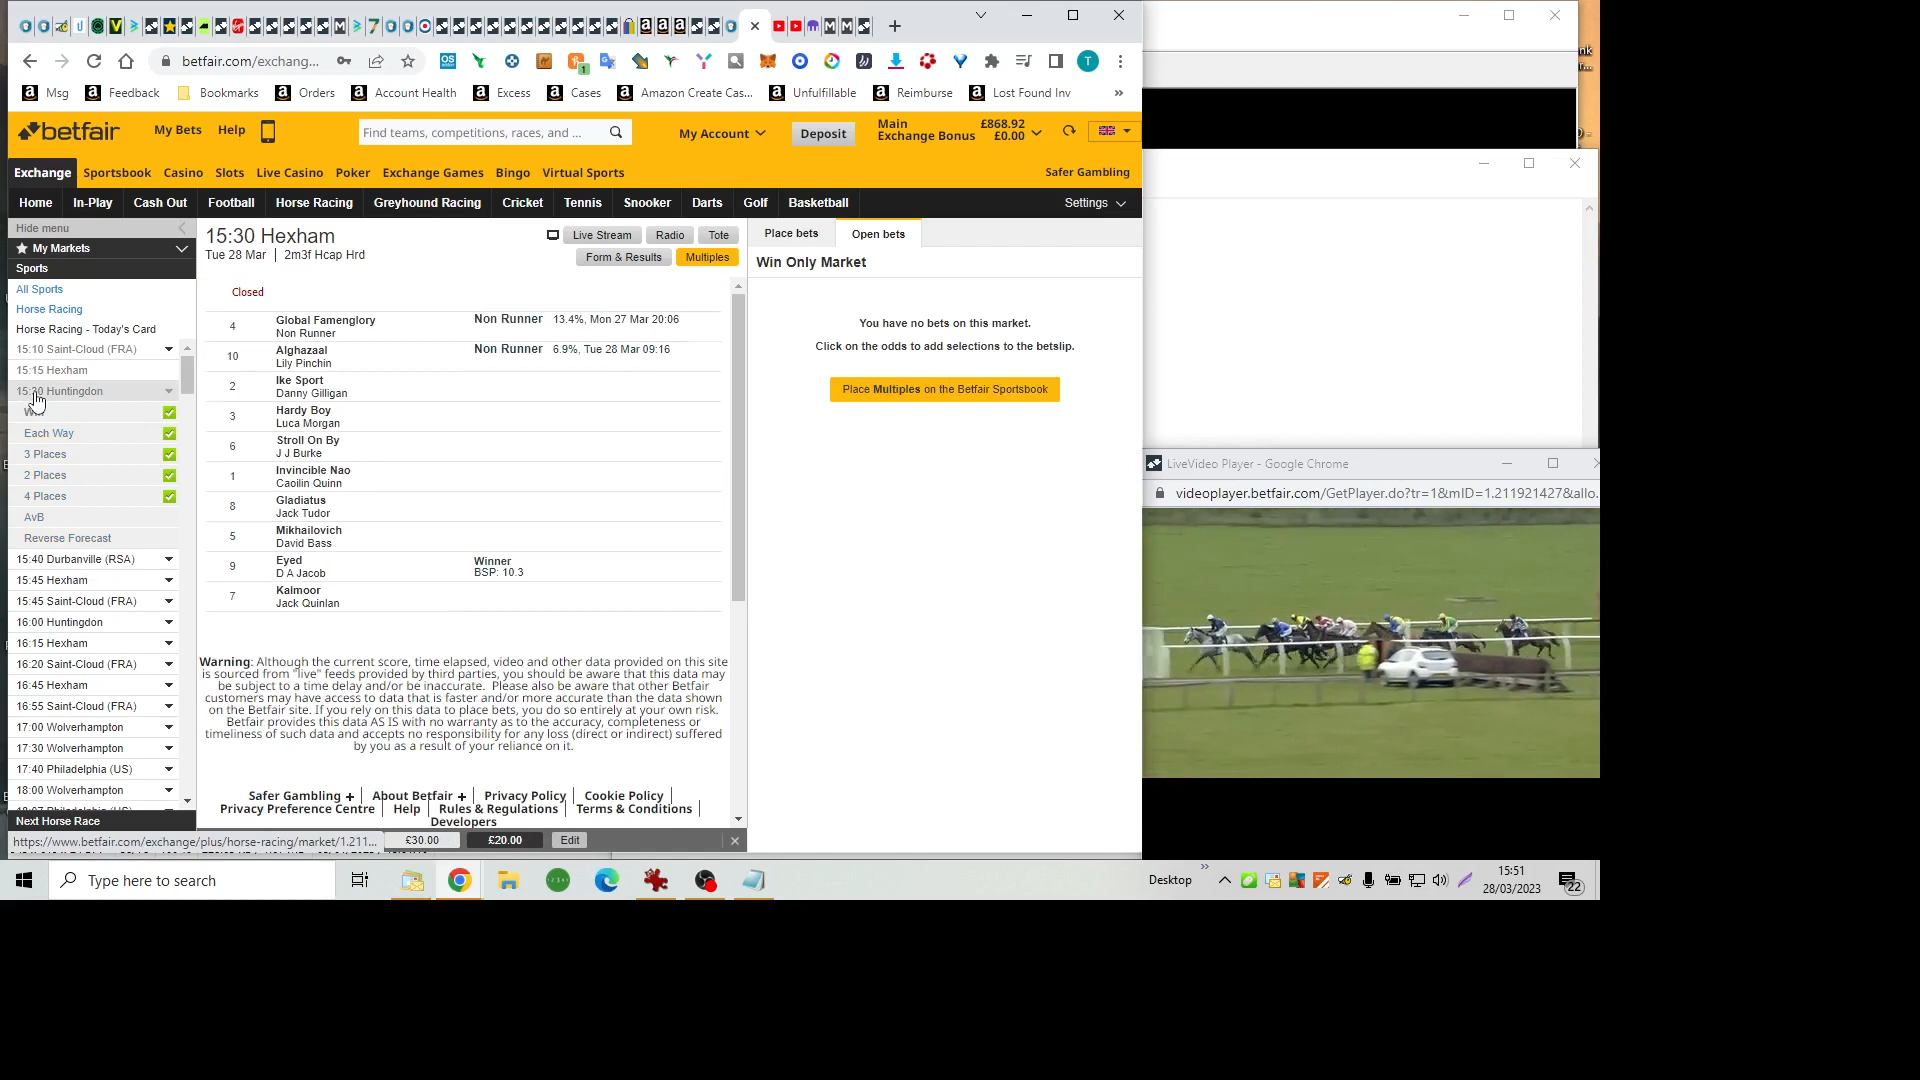 betfair.com/exchang...
Msg
Feedback
Bookmarks
Orders
Account Health
Excess
Cases
Amazon Create Cas...
Unfulfillable
Reimburse
Lost Found Inv
»
betfair
My Bets
Help
Find teams, competitions, races, and ...
My Account
Deposit
Main £868.92
Exchange Bonus £0.00
Exchange
Sportsbook
Casino
Slots
Live Casino
Poker
Exchange Games
Bingo
Virtual Sports
Safer Gambling
Home
In-Play
Cash Out
Football
Horse Racing
Greyhound Racing
Cricket
Tennis
Snooker
Darts
Golf
Basketball
Settings
Hide menu
My Markets
Sports
All Sports
Horse Racing
Horse Racing - Today's Card
15:10 Saint-Cloud (FRA)
15:15 Hexham
15:30 Huntingdon
Each Way
3 Places
2 Places
4 Places
AvB
Reverse Forecast
15:40 Durbanville (RSA)
15:45 Hexham
15:45 Saint-Cloud (FRA)
16:00 Huntingdon
16:15 Hexham
16:20 Saint-Cloud (FRA)
16:45 Hexham
16:55 Saint-Cloud (FRA)
17:00 Wolverhampton
17:30 Wolverhampton
17:40 Philadelphia (US)
18:00 Wolverhampton
18:07 Philadelphia (US)
Next Horse Race
15:30 Hexham
Tue 28 Mar | 2m3f Hcap Hrd
Live Stream
Radio
Tote
Form & Results
Multiples
Closed
4 Global Famenglory Non Runner 13.4%, Mon 27 Mar 20:06
Non Runner
10 Alghazaal Non Runner 6.9%, Tue 28 Mar 09:16
Lily Pinchin
2 Ike Sport
Danny Gilligan
3 Hardy Boy
Luca Morgan
6 Stroll On By
J J Burke
1 Invincible Nao
Caoilin Quinn
8 Gladiatus
Jack Tudor
5 Mikhailovich
David Bass
9 Eyed Winner
D A Jacob BSP: 10.3
7 Kalmoor
Jack Quinlan
Warning: Although the current score, time elapsed, video and other data provided on this site
is sourced from "live" feeds provided by third parties, you should be aware that this data may
be subject to a time delay and/or be inaccurate. Please also be aware that other Betfair
customers may have access to data that is faster and/or more accurate than the data shown
on the Betfair site. If you rely on this data to place bets, you do so entirely at your own risk.
Betfair provides this data AS IS with no warranty as to the accuracy, completeness or
timeliness of such data and accepts no responsibility for any loss (direct or indirect) suffered
by you as a result of your reliance on it.
Safer Gambling + | About Betfair + | Privacy Policy | Cookie Policy |
Privacy Preference Centre | Help | Rules & Regulations | Terms & Conditions |
Developers
https://www.betfair.com/exchange/plus/horse-racing/market/1.211...
£30.00
£20.00
Edit
Place bets
Open bets
Win Only Market
You have no bets on this market.
Click on the odds to add selections to the betslip.
Place Multiples on the Betfair Sportsbook
LiveVideo Player - Google Chrome
videoplayer.betfair.com/GetPlayer.do?tr=1&mID=1.211921427&allo.
Type here to search
Desktop
15:51
28/03/2023
22